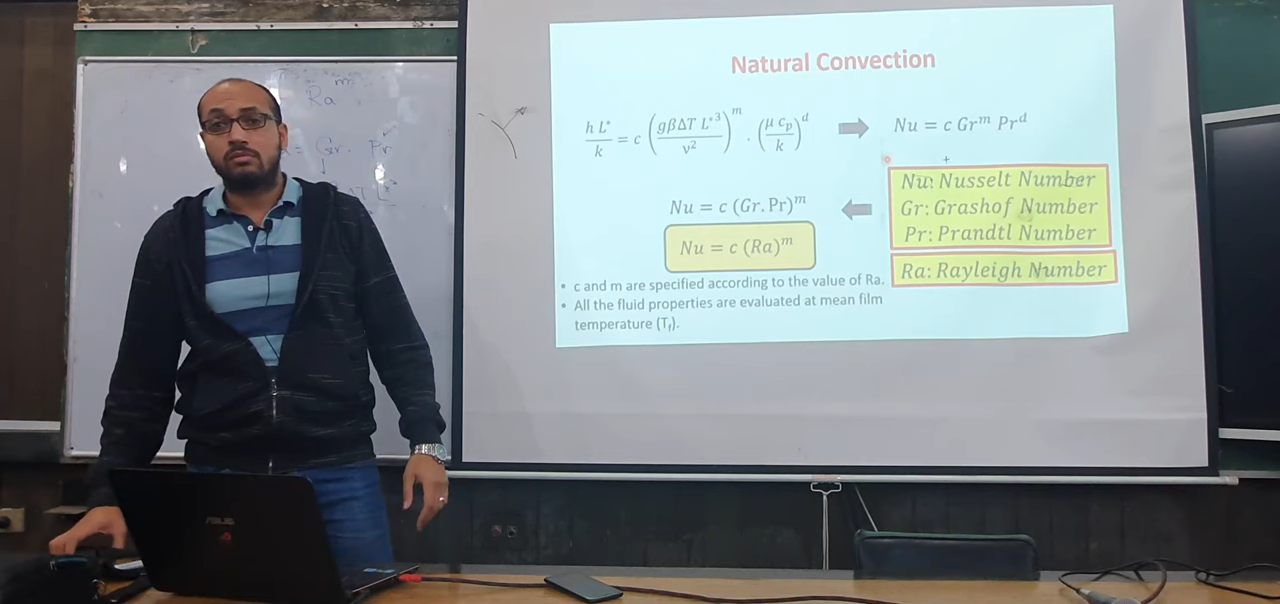 Ra m
= Gr. Pr
Natural Convection
h L*/k = c (gβΔT L*³/ν²)^m · (μ c_p/k)^d
Nu = c Gr^m Pr^d
Nu: Nusselt Number
Gr: Grashof Number
Pr: Prandtl Number
Ra: Rayleigh Number
Nu = c (Gr.Pr)^m
Nu = c (Ra)^m
• c and m are specified according to the value of Ra.
• All the fluid properties are evaluated at mean film
temperature (T_f).
ASUS